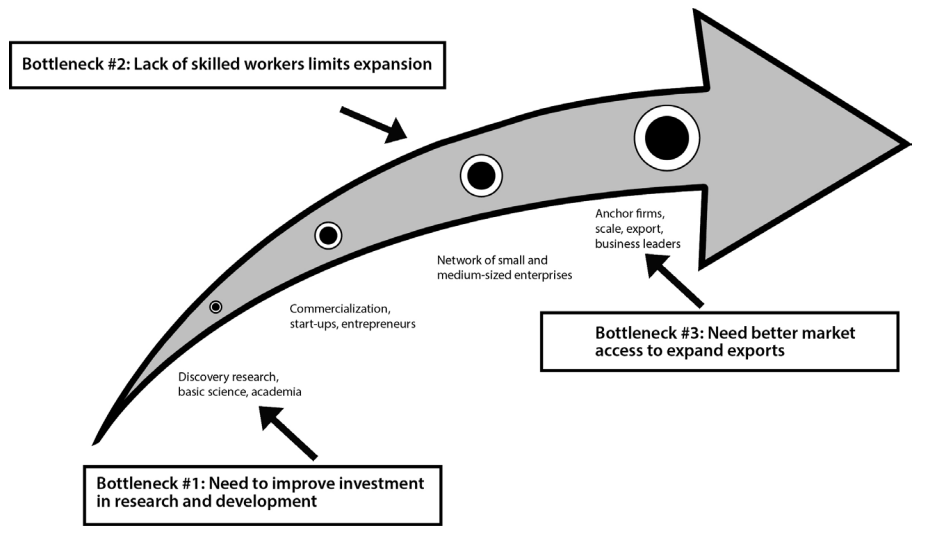 Bottleneck #2: Lack of skilled workers limits expansion
Anchor firms,
scale, export,
business leaders
Network of small and
medium-sized enterprises
Commercialization,
start-ups, entrepreneurs
Bottleneck #3: Need better market
access to expand exports
Discovery research,
basic science, academia
Bottleneck #1: Need to improve investment
in research and development